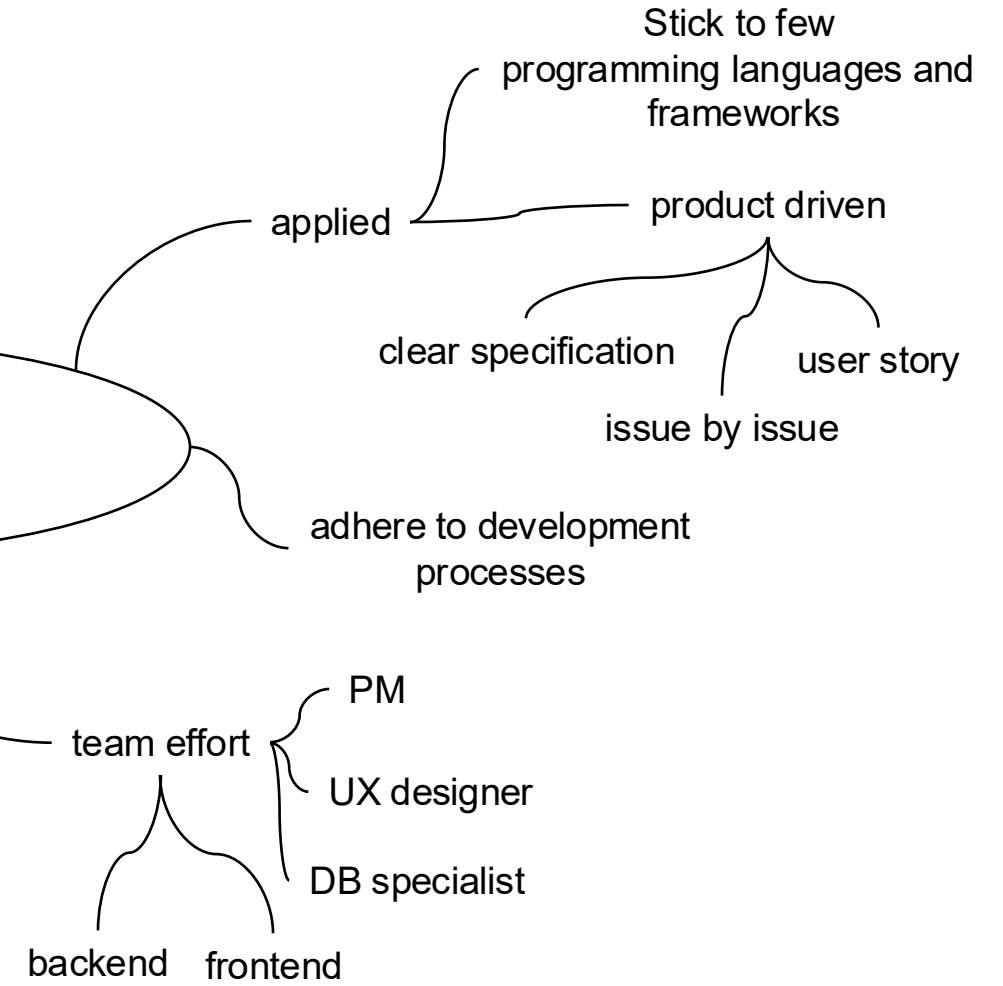 Stick to few
programming languages and
frameworks
applied
product driven
clear specification
user story
issue by issue
adhere to development
processes
PM
team effort
UX designer
DB specialist
backend
frontend